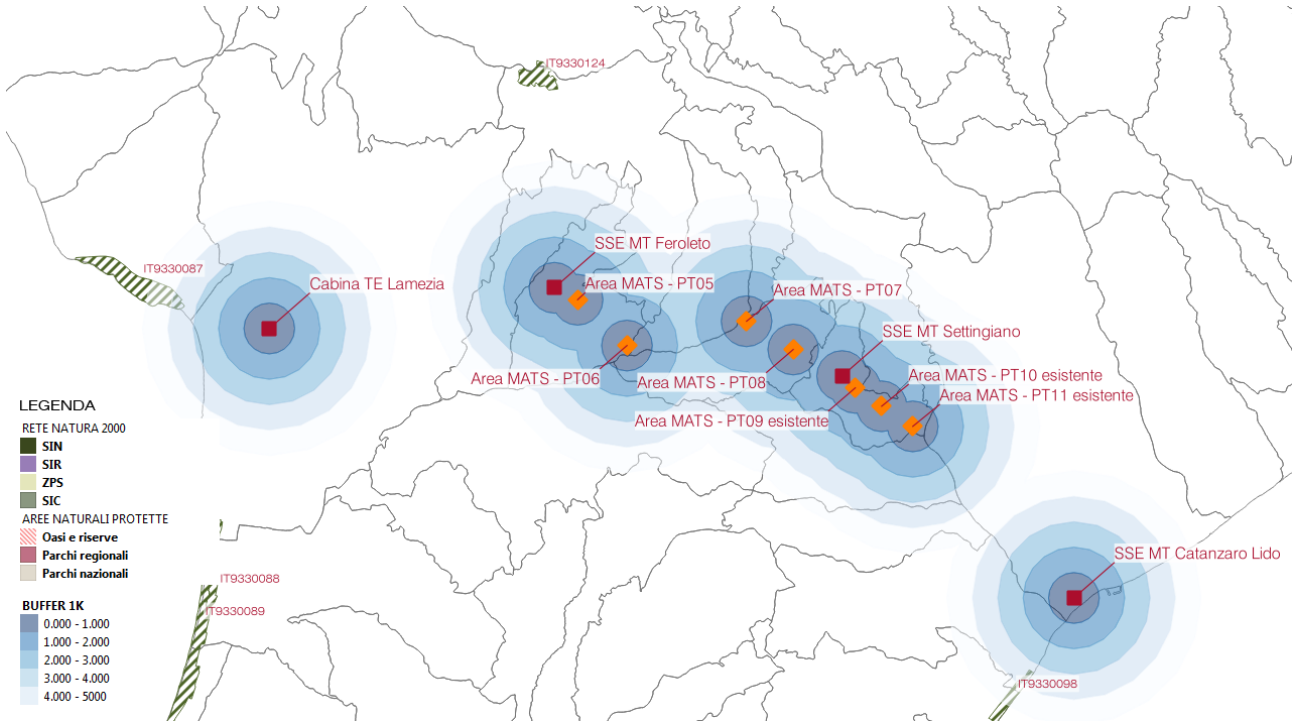 IT9330124
SSE MT Feroleto
IT9330087
Cabina TE Lamezia
Area MATS - PT05
Area MATS - PT07
SSE MT Settingiano
Area MATS - PT06
Area MATS - PT08
Area MATS - PT10 esistente
Area MATS - PT11 esistente
Area MATS - PT09 esistente
LEGENDA
RETE NATURA 2000
SIN
SIR
ZPS
SIC
AREE NATURALI PROTETTE
Oasi e riserve
Parchi regionali
Parchi nazionali
SSE MT Catanzaro Lido
IT9330088
IT9330089
BUFFER 1K
0.000 - 1.000
1.000 - 2.000
2.000 - 3.000
3.000 - 4.000
4.000 - 5000
IT9330098